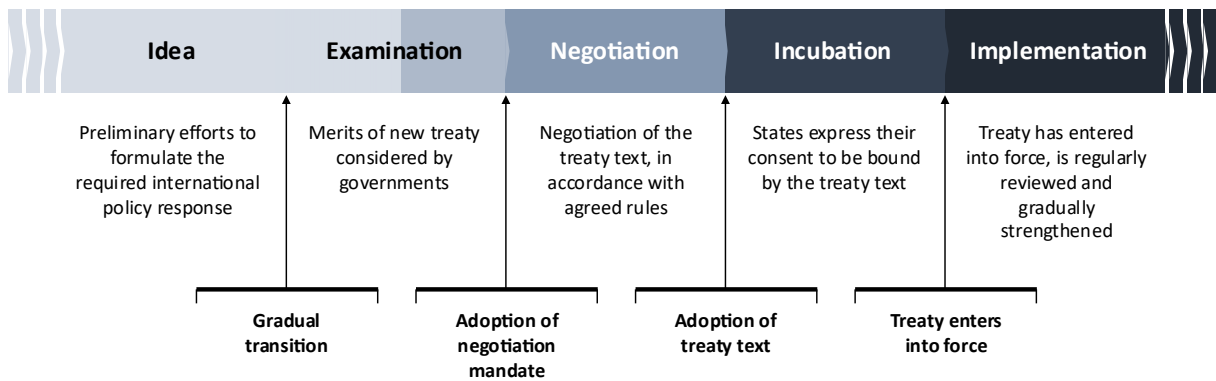 Idea
Examination
Negotiation
Incubation
Implementation
Preliminary efforts to
formulate the
required international
policy response
Merits of new treaty
considered by
governments
Negotiation of the
treaty text, in
accordance with
agreed rules
States express their
consent to be bound
by the treaty text
Treaty has entered
into force, is regularly
reviewed and
gradually
strengthened
Gradual
transition
Adoption of
negotiation
mandate
Adoption of
treaty text
Treaty enters
into force